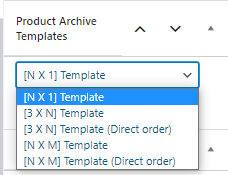 Product Archive
Templates
[N X 1] Template
[N X 1] Template
[3 X N] Template
[3 X N] Template (Direct order)
[N X M] Template
[N X M] Template (Direct order)